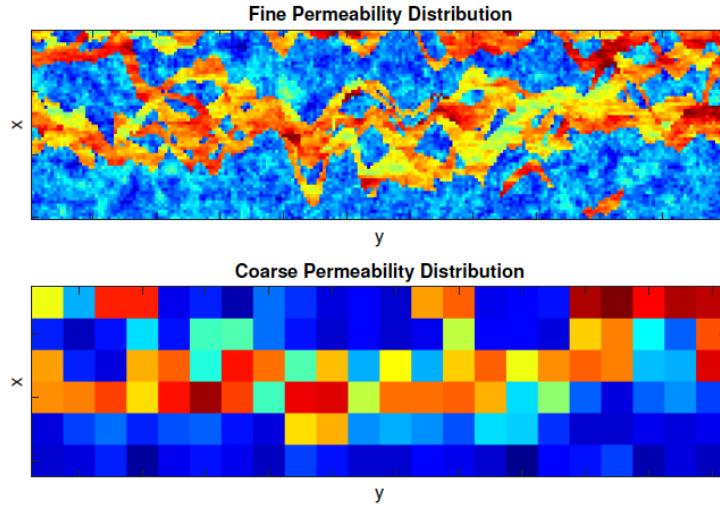 Fine Permeability Distribution
x
y
Coarse Permeability Distribution
x
y